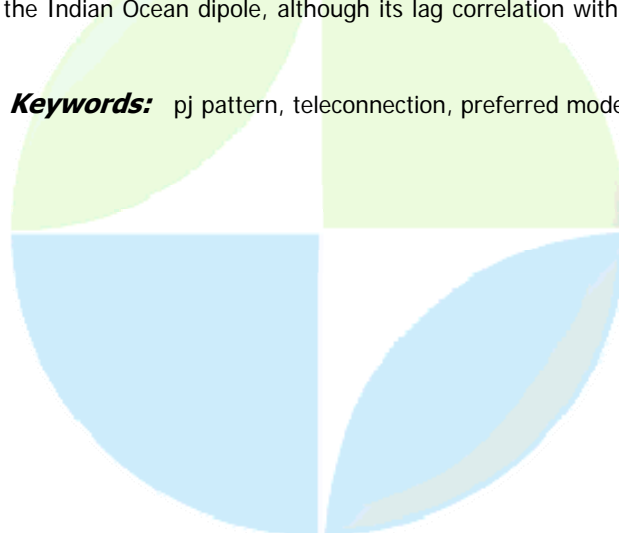 the Indian Ocean dipole, although its lag correlation with
Keywords: pj pattern, teleconnection, preferred mode